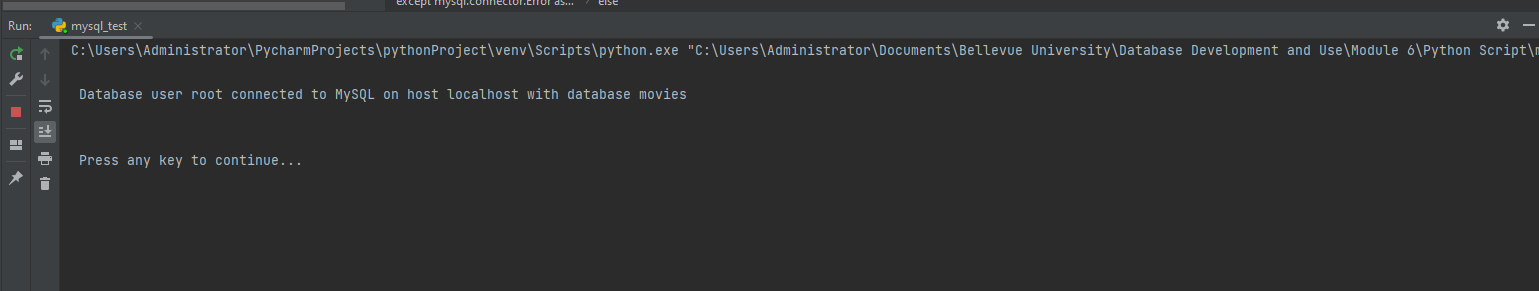 except mysql.connector.Error as... › else
Run: mysql_test ×
C:\Users\Administrator\PycharmProjects\pythonProject\venv\Scripts\python.exe "C:\Users\Administrator\Documents\Bellevue University\Database Development and Use\Module 6\Python Script\m
Database user root connected to MySQL on host localhost with database movies
Press any key to continue...